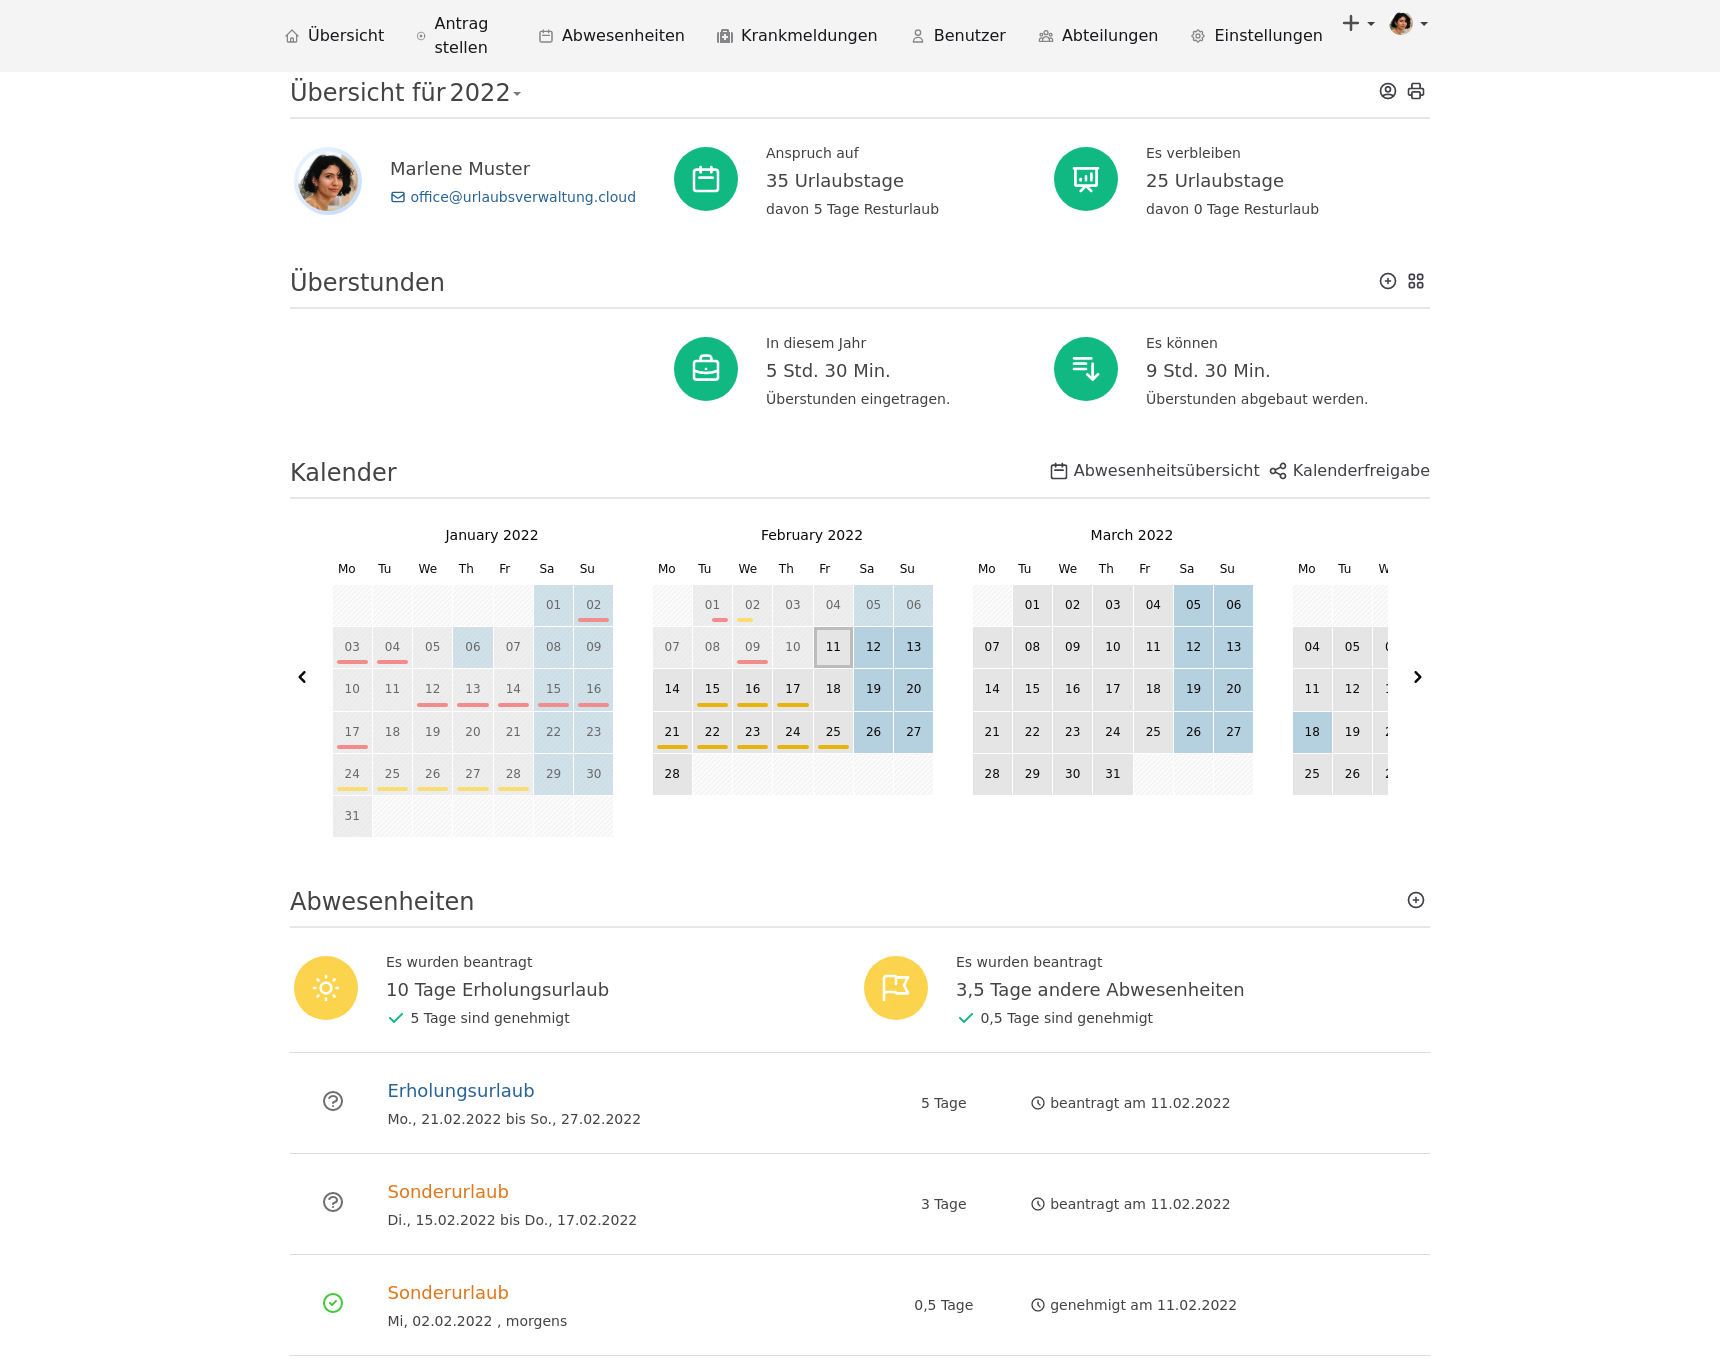 Übersicht
Antrag stellen
Abwesenheiten
Krankmeldungen
Benutzer
Abteilungen
Einstellungen
Übersicht für 2022
Marlene Muster
office@urlaubsverwaltung.cloud
Anspruch auf
35 Urlaubstage
davon 5 Tage Resturlaub
Es verbleiben
25 Urlaubstage
davon 0 Tage Resturlaub
Überstunden
In diesem Jahr
5 Std. 30 Min.
Überstunden eingetragen.
Es können
9 Std. 30 Min.
Überstunden abgebaut werden.
Kalender
Abwesenheitsübersicht
Kalenderfreigabe
January 2022
Mo Tu We Th Fr Sa Su
01 02
03 04 05 06 07 08 09
10 11 12 13 14 15 16
17 18 19 20 21 22 23
24 25 26 27 28 29 30
31
February 2022
Mo Tu We Th Fr Sa Su
01 02 03 04 05 06
07 08 09 10 11 12 13
14 15 16 17 18 19 20
21 22 23 24 25 26 27
28
March 2022
Mo Tu We Th Fr Sa Su
01 02 03 04 05 06
07 08 09 10 11 12 13
14 15 16 17 18 19 20
21 22 23 24 25 26 27
28 29 30 31
Mo Tu
04 05
11 12
18 19
25 26
Abwesenheiten
Es wurden beantragt
10 Tage Erholungsurlaub
5 Tage sind genehmigt
Es wurden beantragt
3,5 Tage andere Abwesenheiten
0,5 Tage sind genehmigt
Erholungsurlaub
Mo., 21.02.2022 bis So., 27.02.2022
5 Tage
beantragt am 11.02.2022
Sonderurlaub
Di., 15.02.2022 bis Do., 17.02.2022
3 Tage
beantragt am 11.02.2022
Sonderurlaub
Mi, 02.02.2022 , morgens
0,5 Tage
genehmigt am 11.02.2022